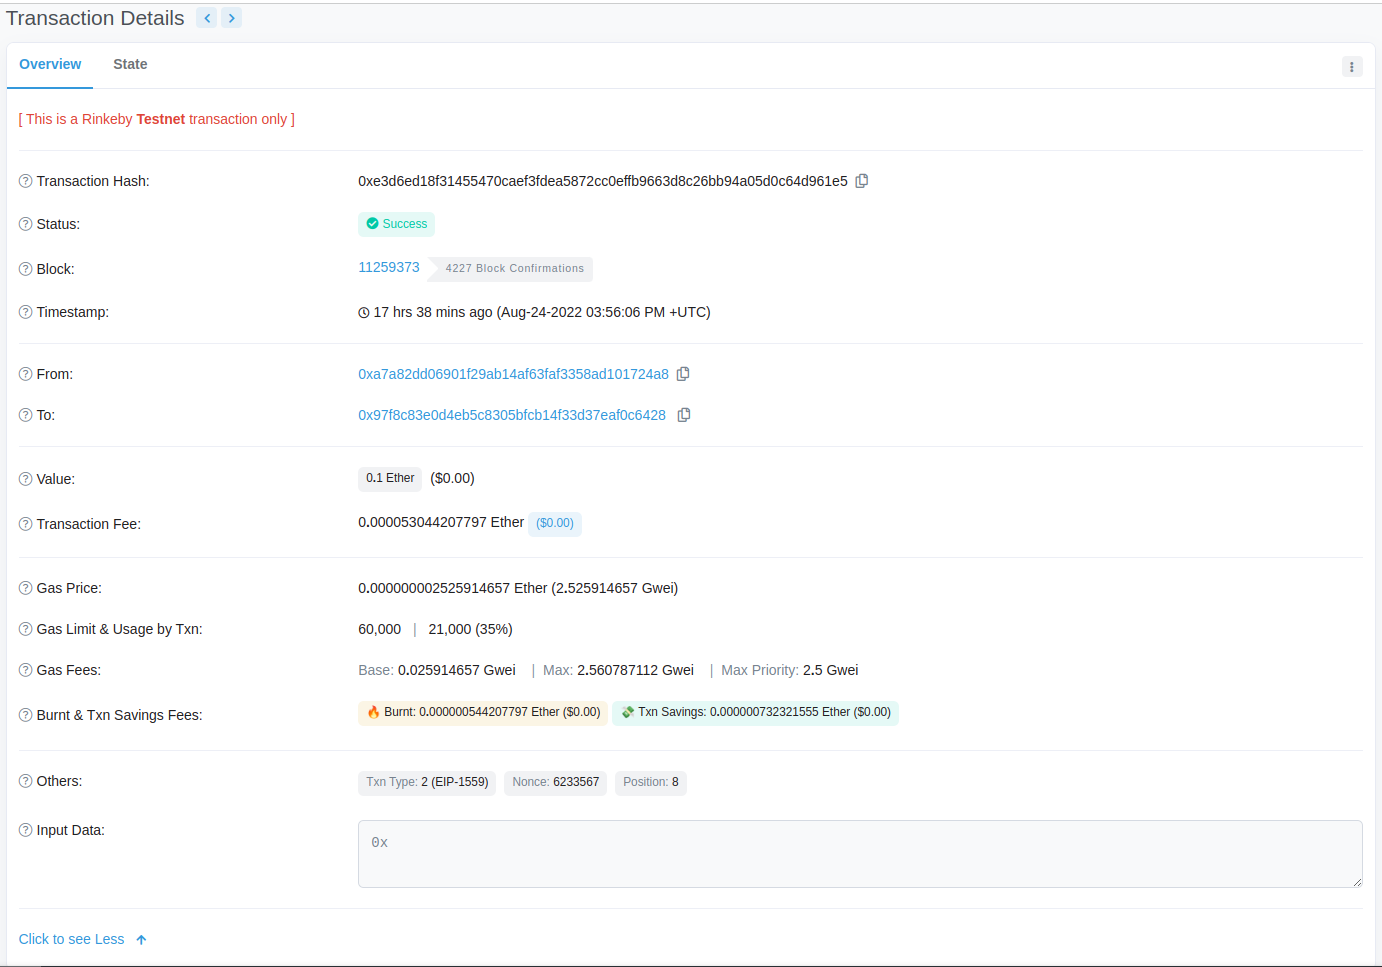 Transaction Details
Overview State
[ This is a Rinkeby Testnet transaction only ]
Transaction Hash: 0xe3d6ed18f31455470caef3fdea5872cc0effb9663d8c26bb94a05d0c64d961e5
Status: Success
Block: 11259373 4227 Block Confirmations
Timestamp: 17 hrs 38 mins ago (Aug-24-2022 03:56:06 PM +UTC)
From: 0xa7a82dd06901f29ab14af63faf3358ad101724a8
To: 0x97f8c83e0d4eb5c8305bfcb14f33d37eaf0c6428
Value: 0.1 Ether ($0.00)
Transaction Fee: 0.000053044207797 Ether ($0.00)
Gas Price: 0.000000002525914657 Ether (2.525914657 Gwei)
Gas Limit & Usage by Txn: 60,000 | 21,000 (35%)
Gas Fees: Base: 0.025914657 Gwei | Max: 2.560787112 Gwei | Max Priority: 2.5 Gwei
Burnt & Txn Savings Fees: Burnt: 0.000000544207797 Ether ($0.00) Txn Savings: 0.000000732321555 Ether ($0.00)
Others: Txn Type: 2 (EIP-1559) Nonce: 6233567 Position: 8
Input Data: 0x
Click to see Less